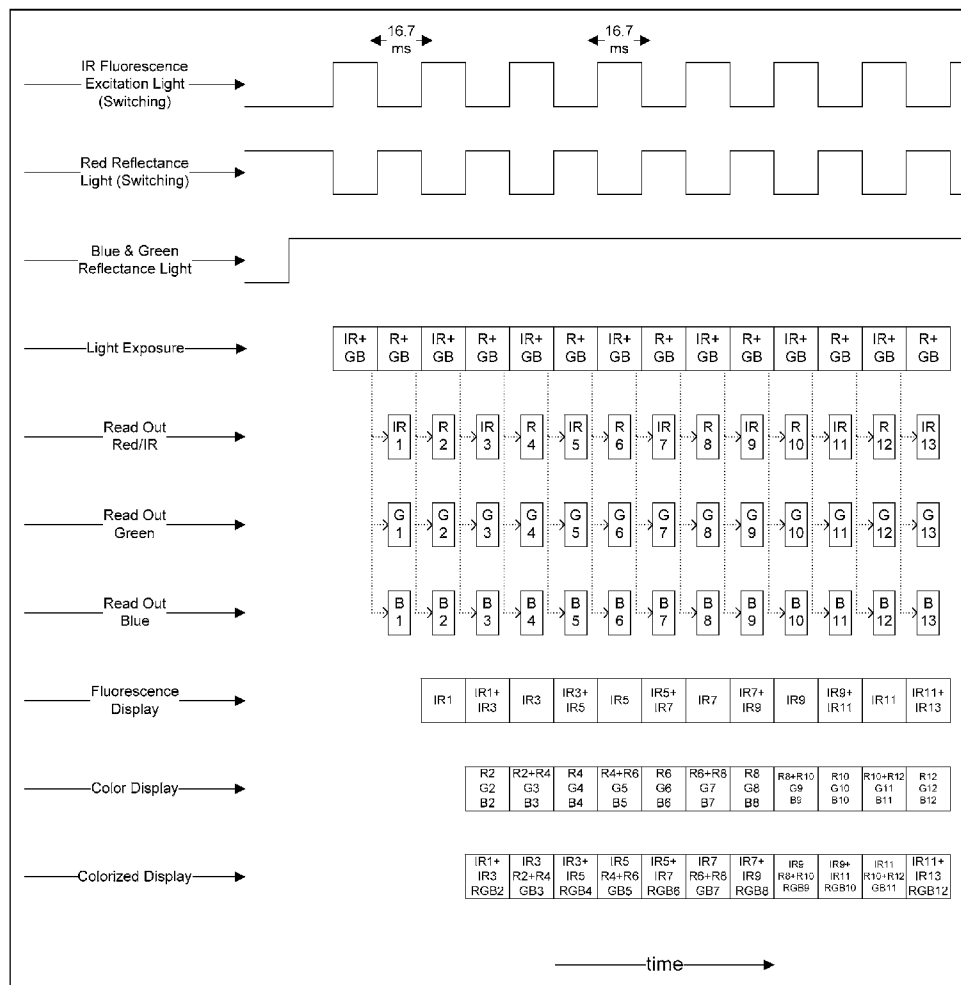 16.7 ms 16.7 ms
IR Fluorescence
Excitation Light
(Switching)
Red Reflectance
Light (Switching)
Blue & Green
Reflectance Light
Light Exposure
IR+ R+ IR+ R+ IR+ R+ IR+ R+ IR+ R+ IR+ R+ IR+ R+
GB GB GB GB GB GB GB GB GB GB GB GB GB GB
Read Out
Red/IR
IR R IR R IR R IR R IR R IR R IR
1 2 3 4 5 6 7 8 9 10 11 12 13
Read Out
Green
G G G G G G G G G G G G G
1 2 3 4 5 6 7 8 9 10 11 12 13
Read Out
Blue
B B B B B B B B B B B B B
1 2 3 4 5 6 7 8 9 10 11 12 13
Fluorescence
Display
IR1 IR1+ IR3 IR3+ IR5 IR5+ IR7 IR7+ IR9 IR9+ IR11 IR11+
IR3 IR5 IR7 IR9 IR11 IR13
Color Display
R2 R2+R4 R4 R4+R6 R6 R6+R8 R8 R8+R10 R10 R10+R12 R12
G2 G3 G4 G5 G6 G7 G8 G9 G10 G11 G12
B2 B3 B4 B5 B6 B7 B8 B9 B10 B11 B12
Colorized Display
IR1+ IR3 IR3+ IR5 IR5+ IR7 IR7+ IR9 IR9+ IR11 IR11+
IR3 R2+R4 IR5 R4+R6 IR7 R6+R8 IR9 R8+R10 IR11 R10+R12 IR13
RGB2 GB3 RGB4 GB5 RGB6 GB7 RGB8 RGB9 RGB10 GB11 RGB12
time